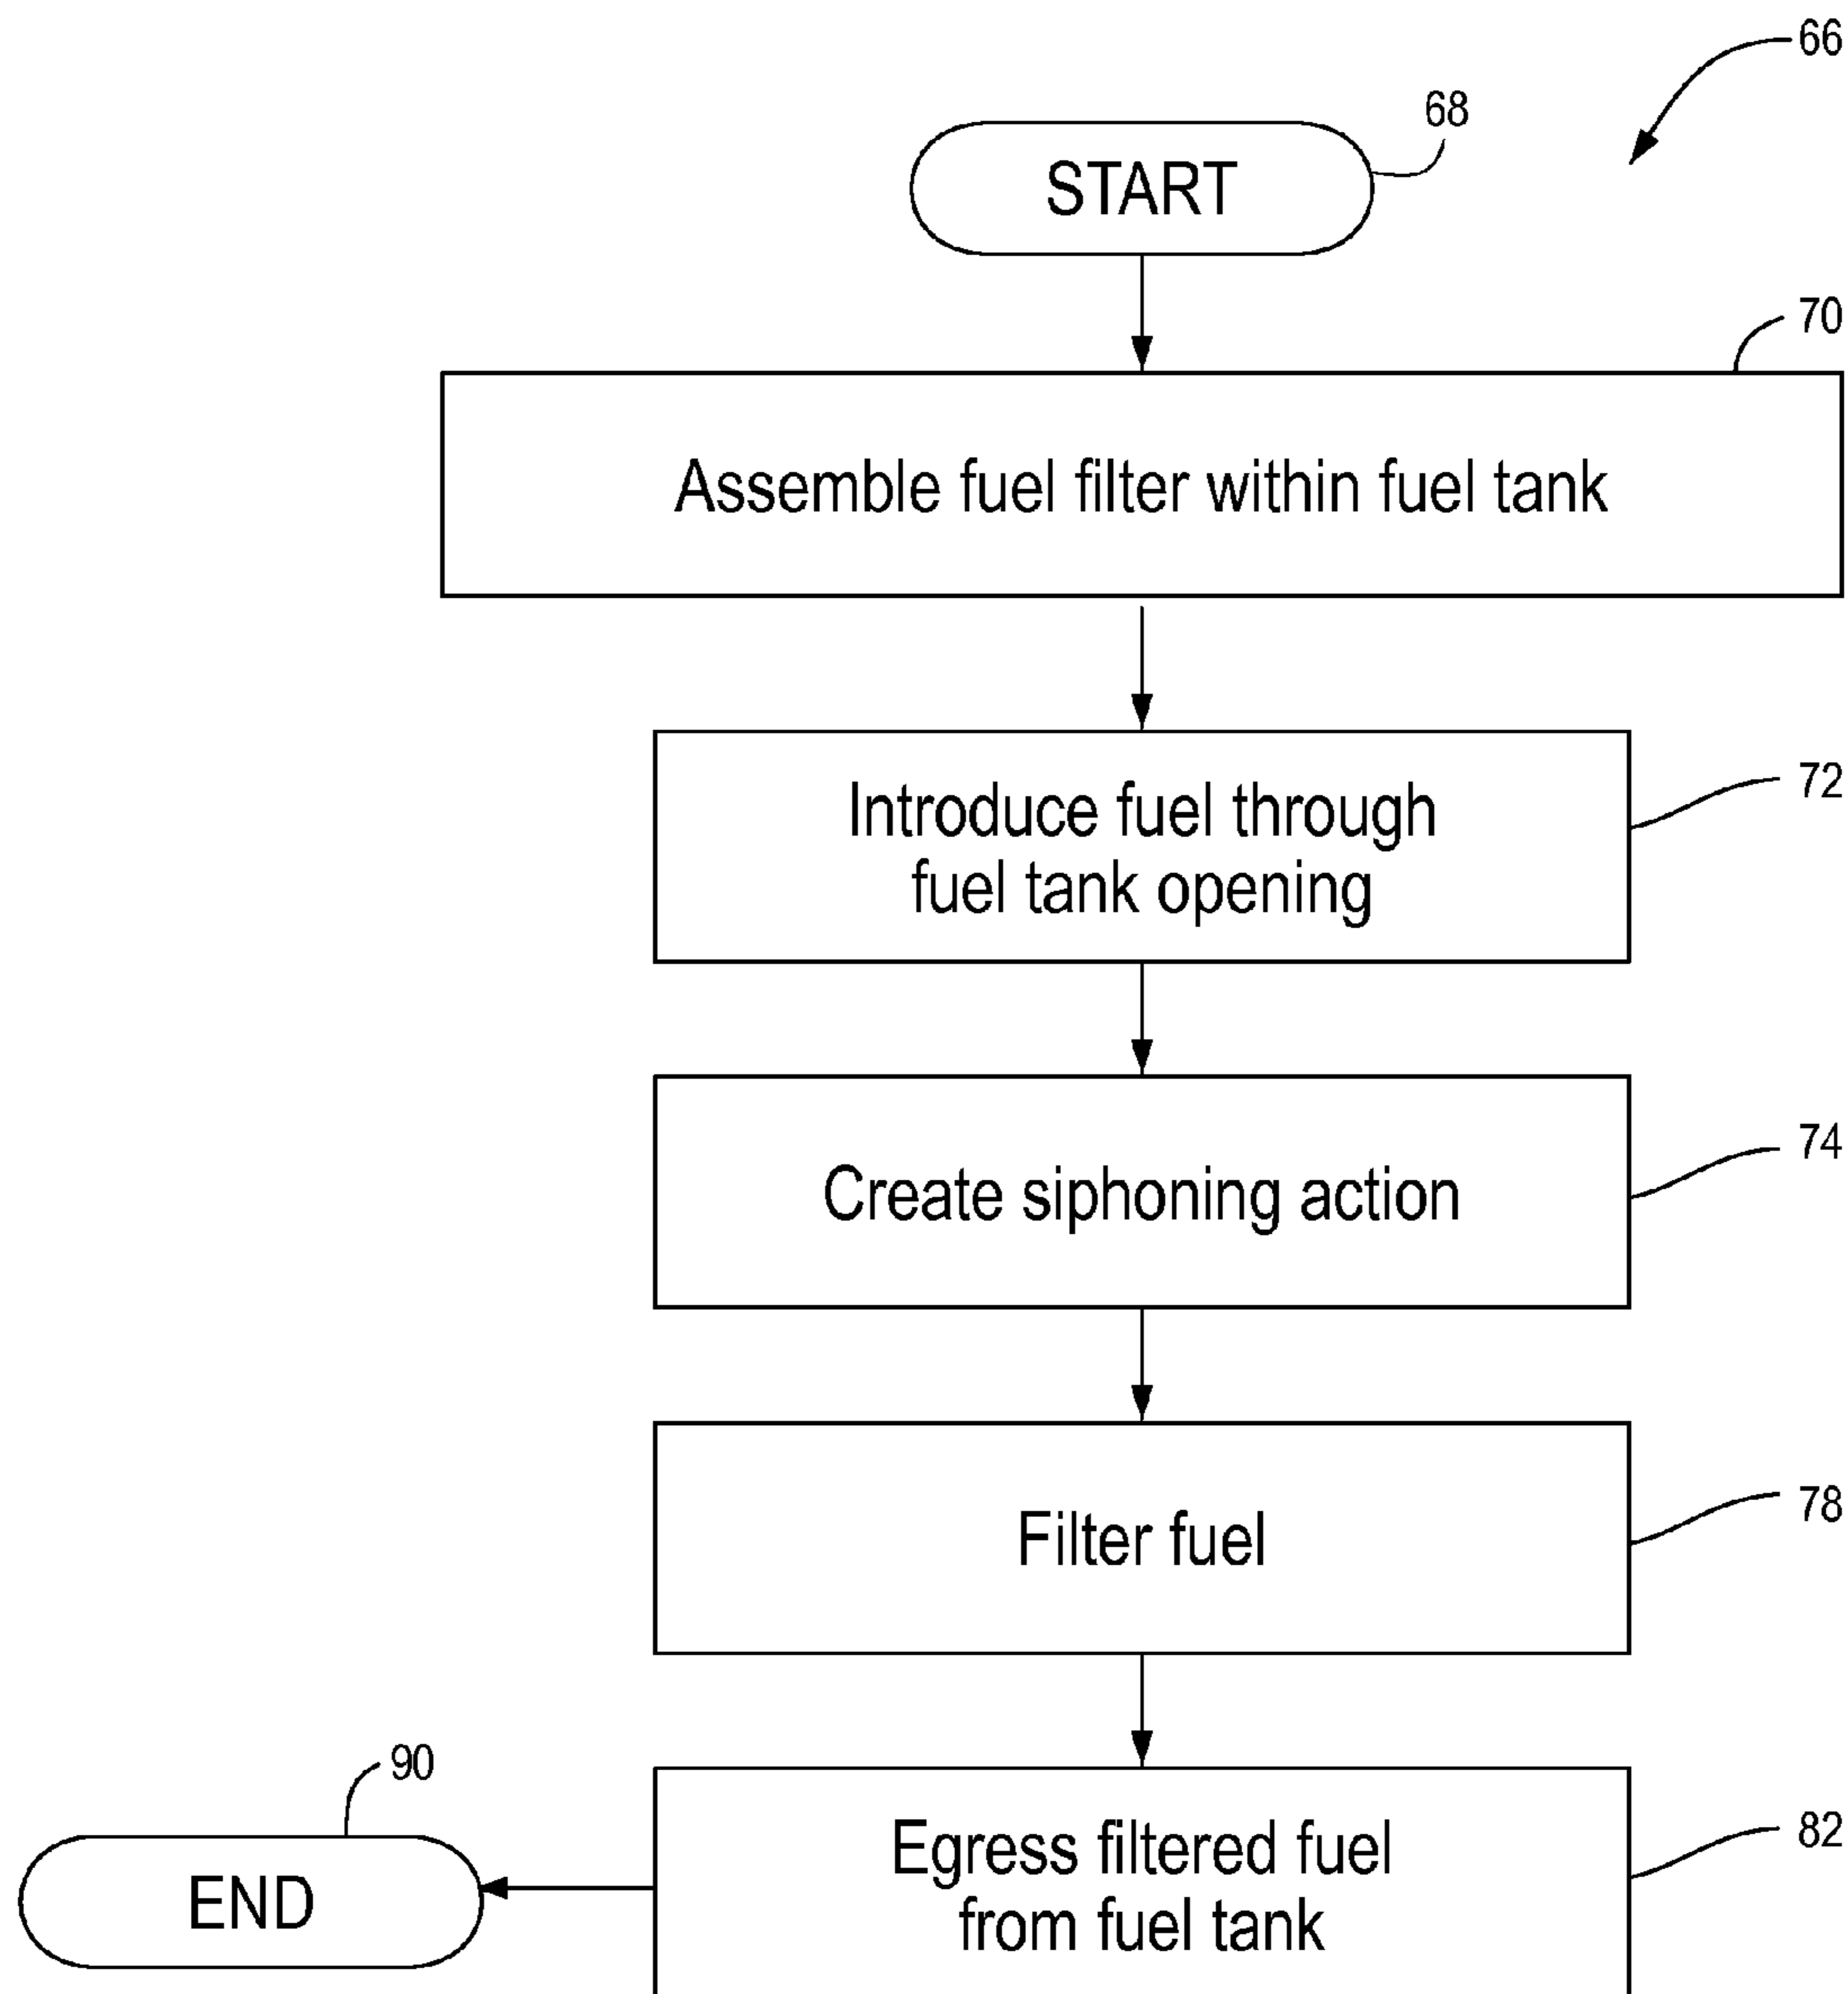 66
68
START
70
Assemble fuel filter within fuel tank
72
Introduce fuel through
fuel tank opening
74
Create siphoning action
78
Filter fuel
90
82
Egress filtered fuel
from fuel tank
END